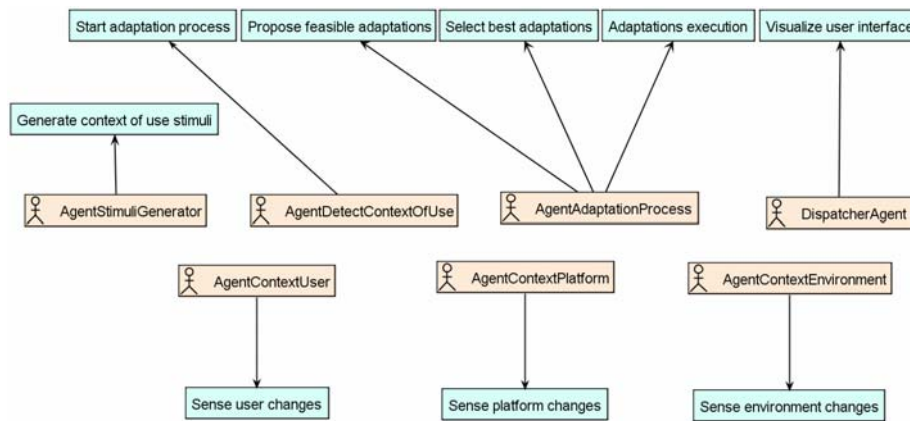 Start adaptation process
Propose feasible adaptations
Select best adaptations
Adaptations execution
Visualize user interface
Generate context of use stimuli
AgentStimuliGenerator
AgentDetectContextOfUse
AgentAdaptationProcess
DispatcherAgent
AgentContextUser
AgentContextPlatform
AgentContextEnvironment
Sense user changes
Sense platform changes
Sense environment changes